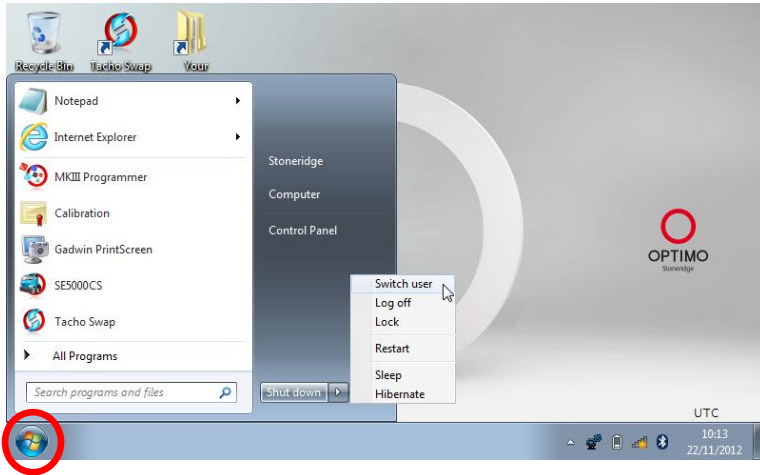 Recycle Bin
Tacho Swap
Your
Notepad
Internet Explorer
MKIII Programmer
Calibration
Gadwin PrintScreen
SE5000CS
Tacho Swap
All Programs
Search programs and files
Stoneridge
Computer
Control Panel
Shut down
Switch user
Log off
Lock
Restart
Sleep
Hibernate
OPTIMO
Stoneridge
UTC
10:13
22/11/2012